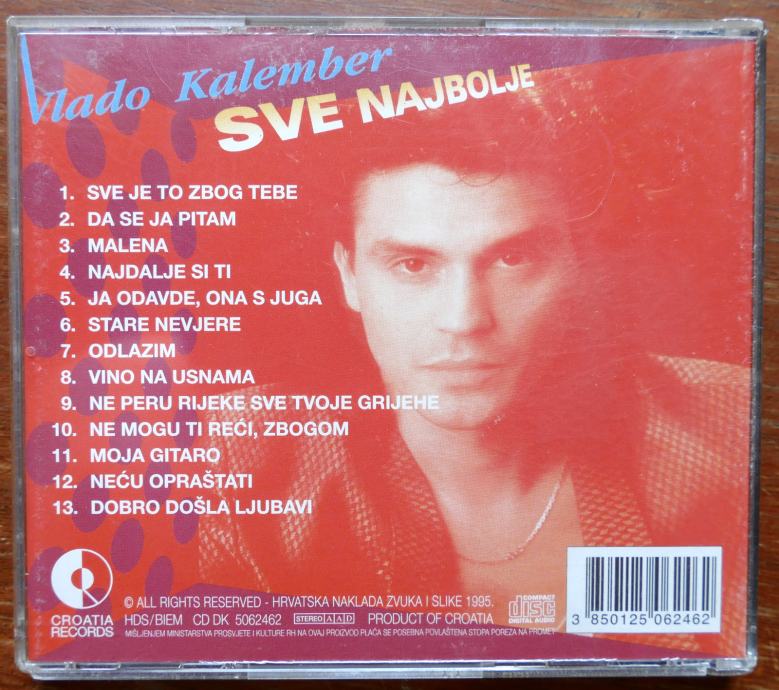 Vlado Kalember
SVE NAJBOLJE
1. SVE JE TO ZBOG TEBE
2. DA SE JA PITAM
3. MALENA
4. NAJDALJE SI TI
5. JA ODAVDE, ONA S JUGA
6. STARE NEVJERE
7. ODLAZIM
8. VINO NA USNAMA
9. NE PERU RIJEKE SVE TVOJE GRIJEHE
10. NE MOGU TI REĆI, ZBOGOM
11. MOJA GITARO
12. NEĆU OPRAŠTATI
13. DOBRO DOŠLA LJUBAVI
CROATIA
RECORDS
© ALL RIGHTS RESERVED - HRVATSKA NAKLADA ZVUKA I SLIKE 1995.
HDS/BIEM CD DK 5062462 STEREO A A D PRODUCT OF CROATIA
MIŠLJENJEM MINISTARSTVA PROSVJETE I KULTURE RH NA OVAJ PROIZVOD PLAĆA SE POSEBNA POVLAŠTENA STOPA POREZA NA PROMET
COMPACT
disc
DIGITAL AUDIO
3 850125 062462